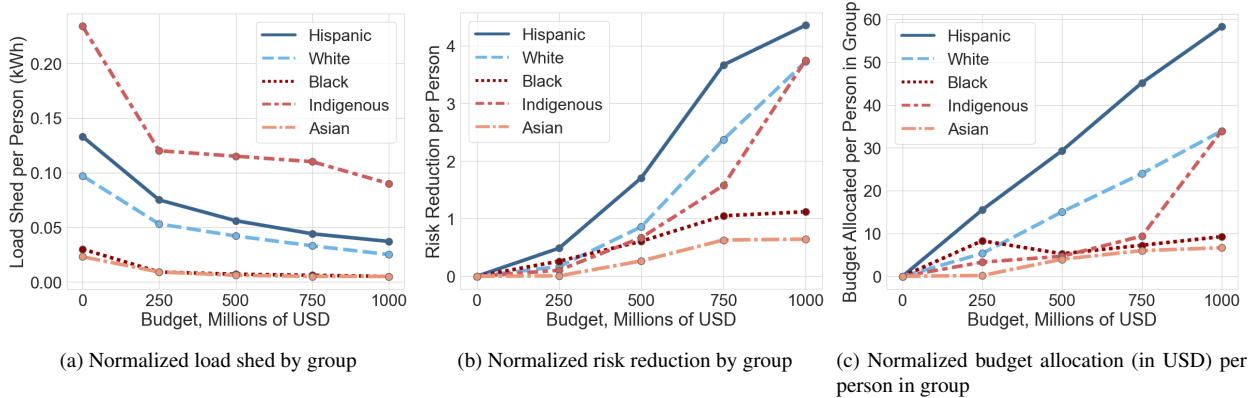 Load Shed per Person (kWh)
0.20
0.15
0.10
0.05
0.00
Hispanic
White
Black
Indigenous
Asian
0
250
500
750
1000
Budget, Millions of USD
(a) Normalized load shed by group
Risk Reduction per Person
4
3
2
1
0
Hispanic
White
Black
Indigenous
Asian
0
250
500
750
1000
Budget, Millions of USD
(b) Normalized risk reduction by group
Budget Allocated per Person in Group
60
50
40
30
20
10
0
Hispanic
White
Black
Indigenous
Asian
0
250
500
750
1000
Budget, Millions of USD
(c) Normalized budget allocation (in USD) per
person in group